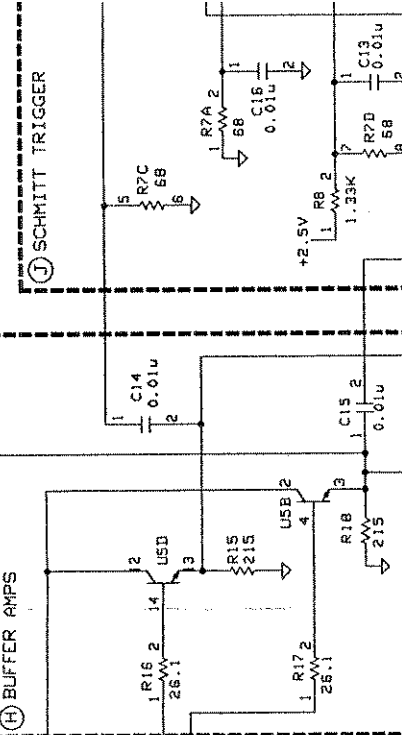 (J) SCHMITT TRIGGER
R7C
68
5
6
R7A
68
1
2
C16
0.01u
1
2
+2.5V
R8
1.33K
1
2
R7D
68
7
8
C13
0.01u
1
2
C14
0.01u
1
2
C15
0.01u
1
2
(H) BUFFER AMPS
R16
26.1
1
2
14
U5D
2
3
R15
215
R17
26.1
1
2
4
U5B
2
3
R18
215